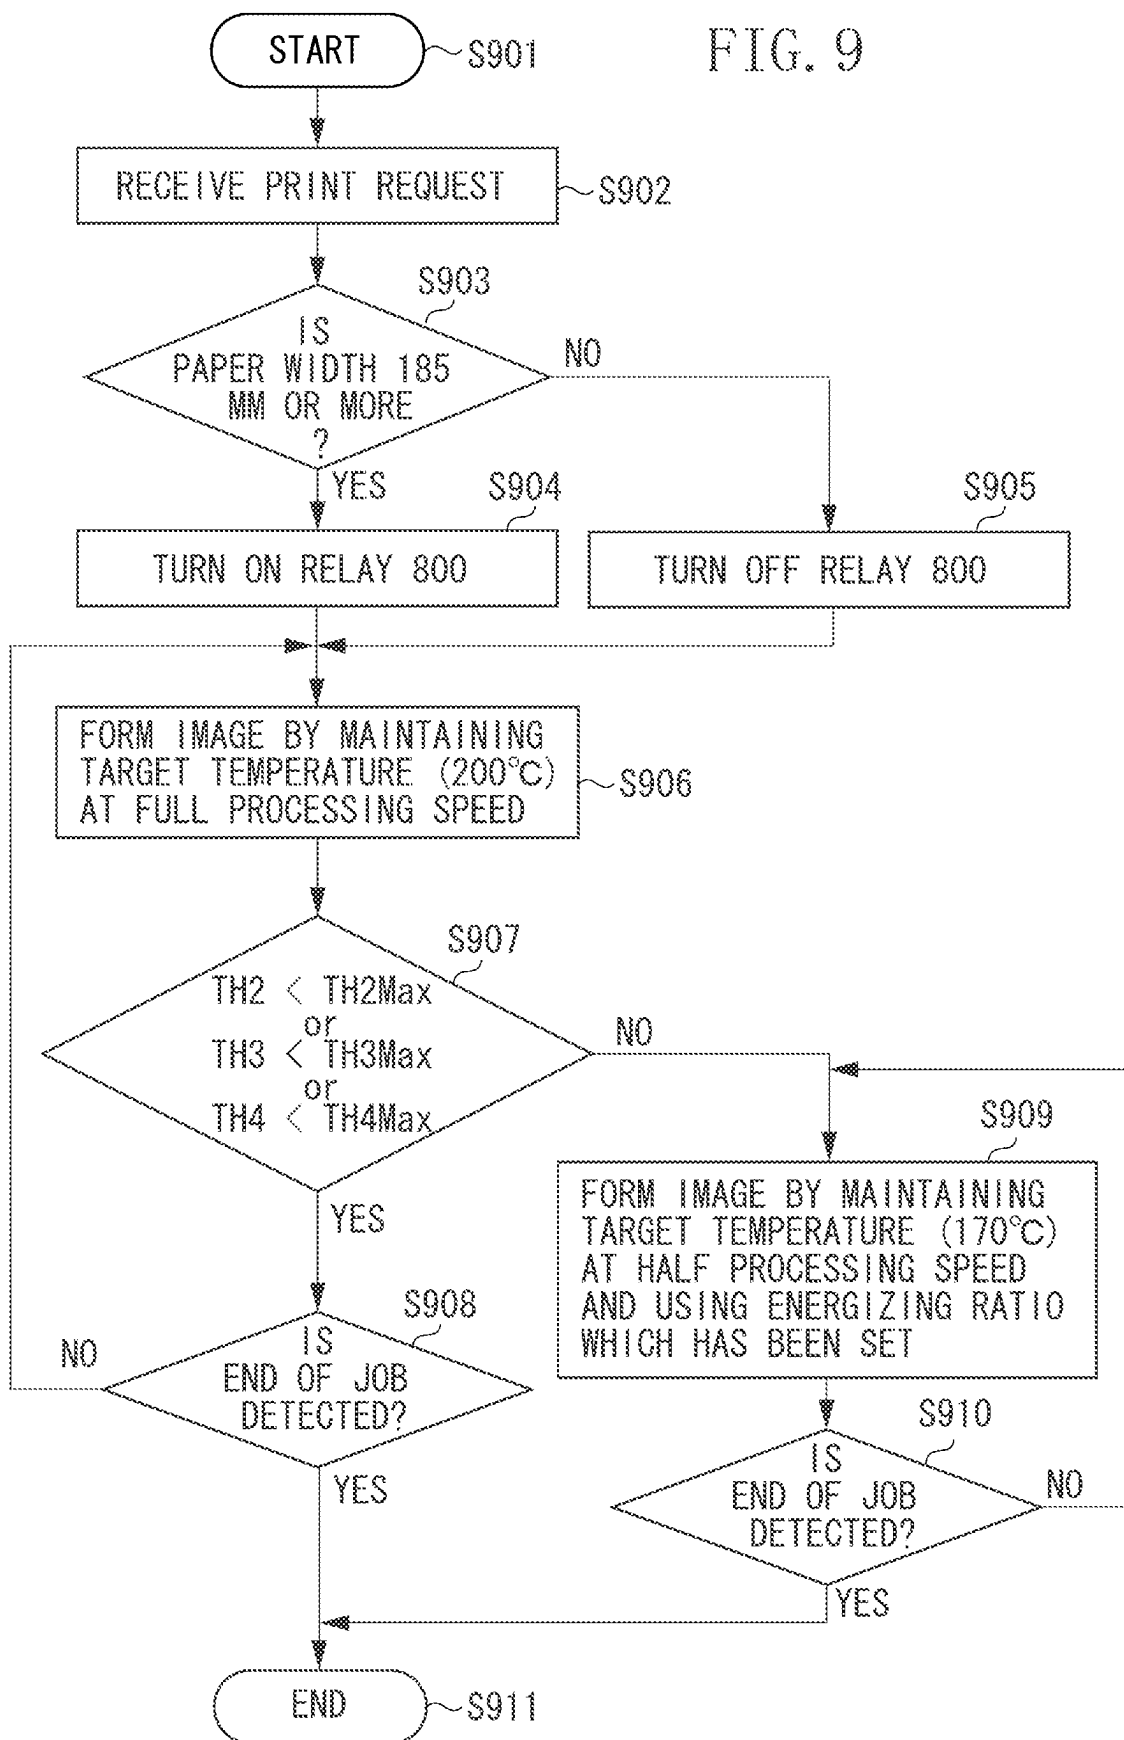 FIG. 9
START
S901
RECEIVE PRINT REQUEST
S902
S903
IS
PAPER WIDTH 185
MM OR MORE
?
NO
YES
S904
S905
TURN ON RELAY 800
TURN OFF RELAY 800
FORM IMAGE BY MAINTAINING
TARGET TEMPERATURE (200℃)
AT FULL PROCESSING SPEED
S906
S907
TH2 < TH2Max
or
TH3 < TH3Max
or
TH4 < TH4Max
NO
YES
S909
FORM IMAGE BY MAINTAINING
TARGET TEMPERATURE (170℃)
AT HALF PROCESSING SPEED
AND USING ENERGIZING RATIO
WHICH HAS BEEN SET
S908
IS
END OF JOB
DETECTED?
NO
YES
S910
IS
END OF JOB
DETECTED?
NO
YES
END
S911